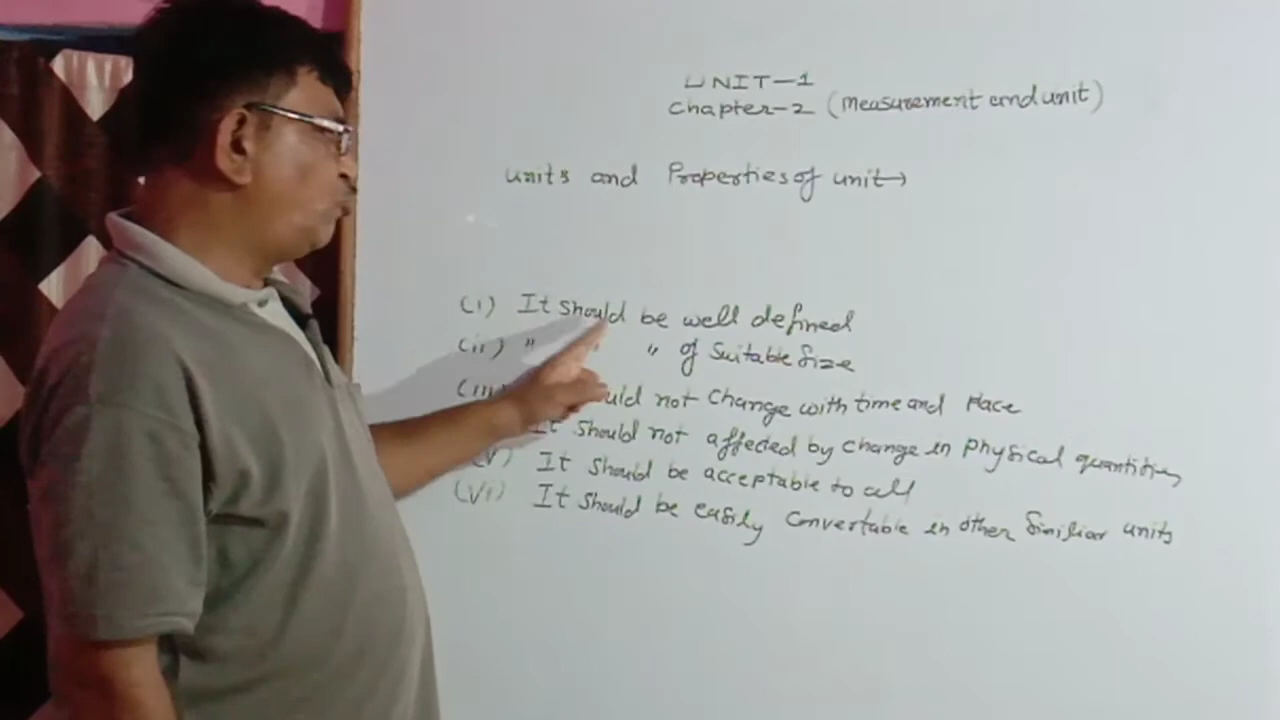 UNIT-1
Chapter-2 (Measurement and unit)
units and Properties of unit→
(i) It should be well defined
(ii) " " " of Suitable Size
(iii) uld not Change with time and Place
It should not affected by change in physical quantities
(V) It should be acceptable to all
(Vi) It should be easily Convertable in other Similiar units